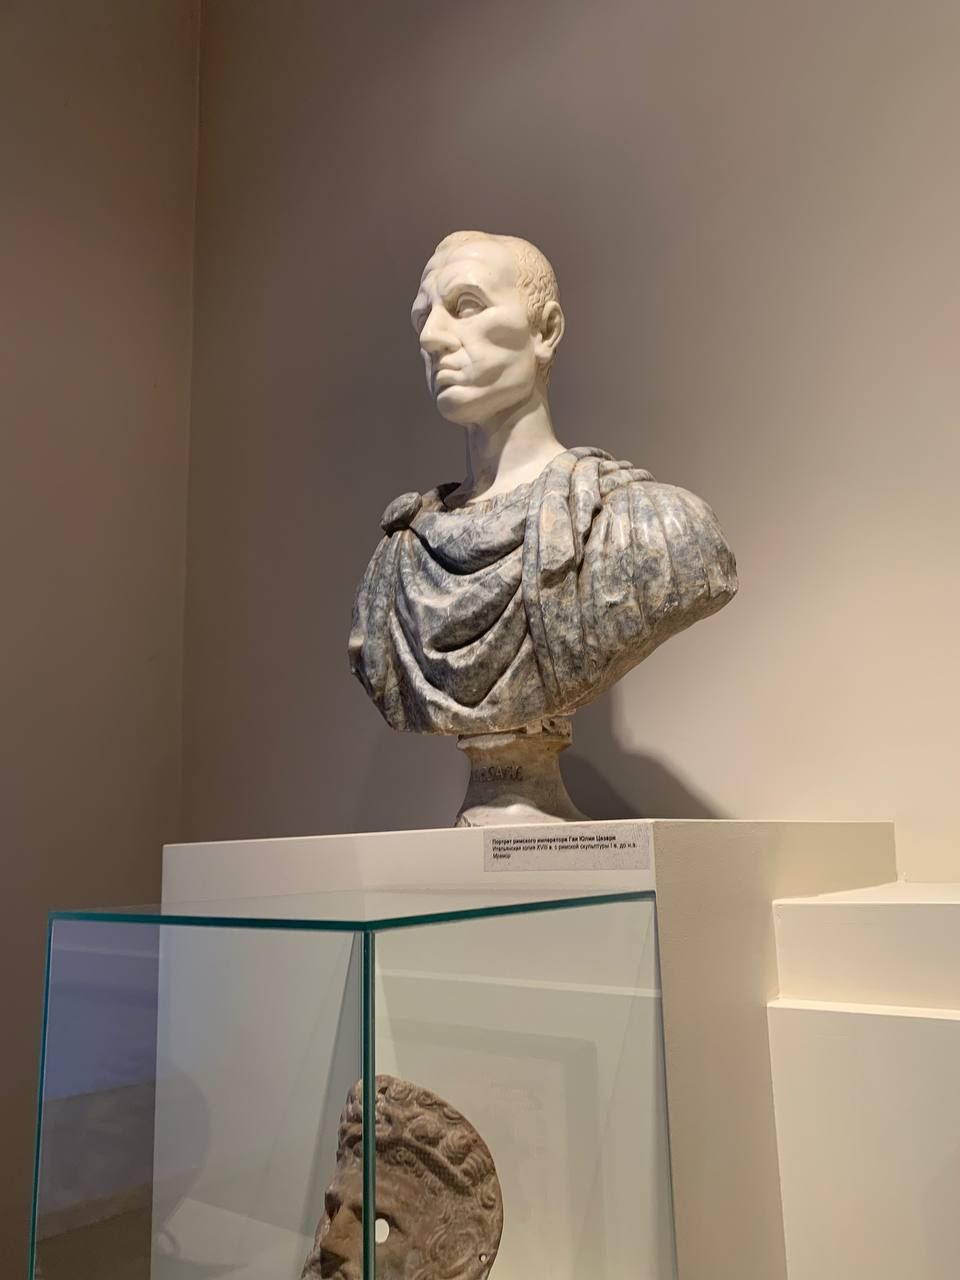 Портрет римского императора Гая Юлия Цезаря
Итальянская копия XVIII в. с римской скульптуры I в. до н.э.
Мрамор